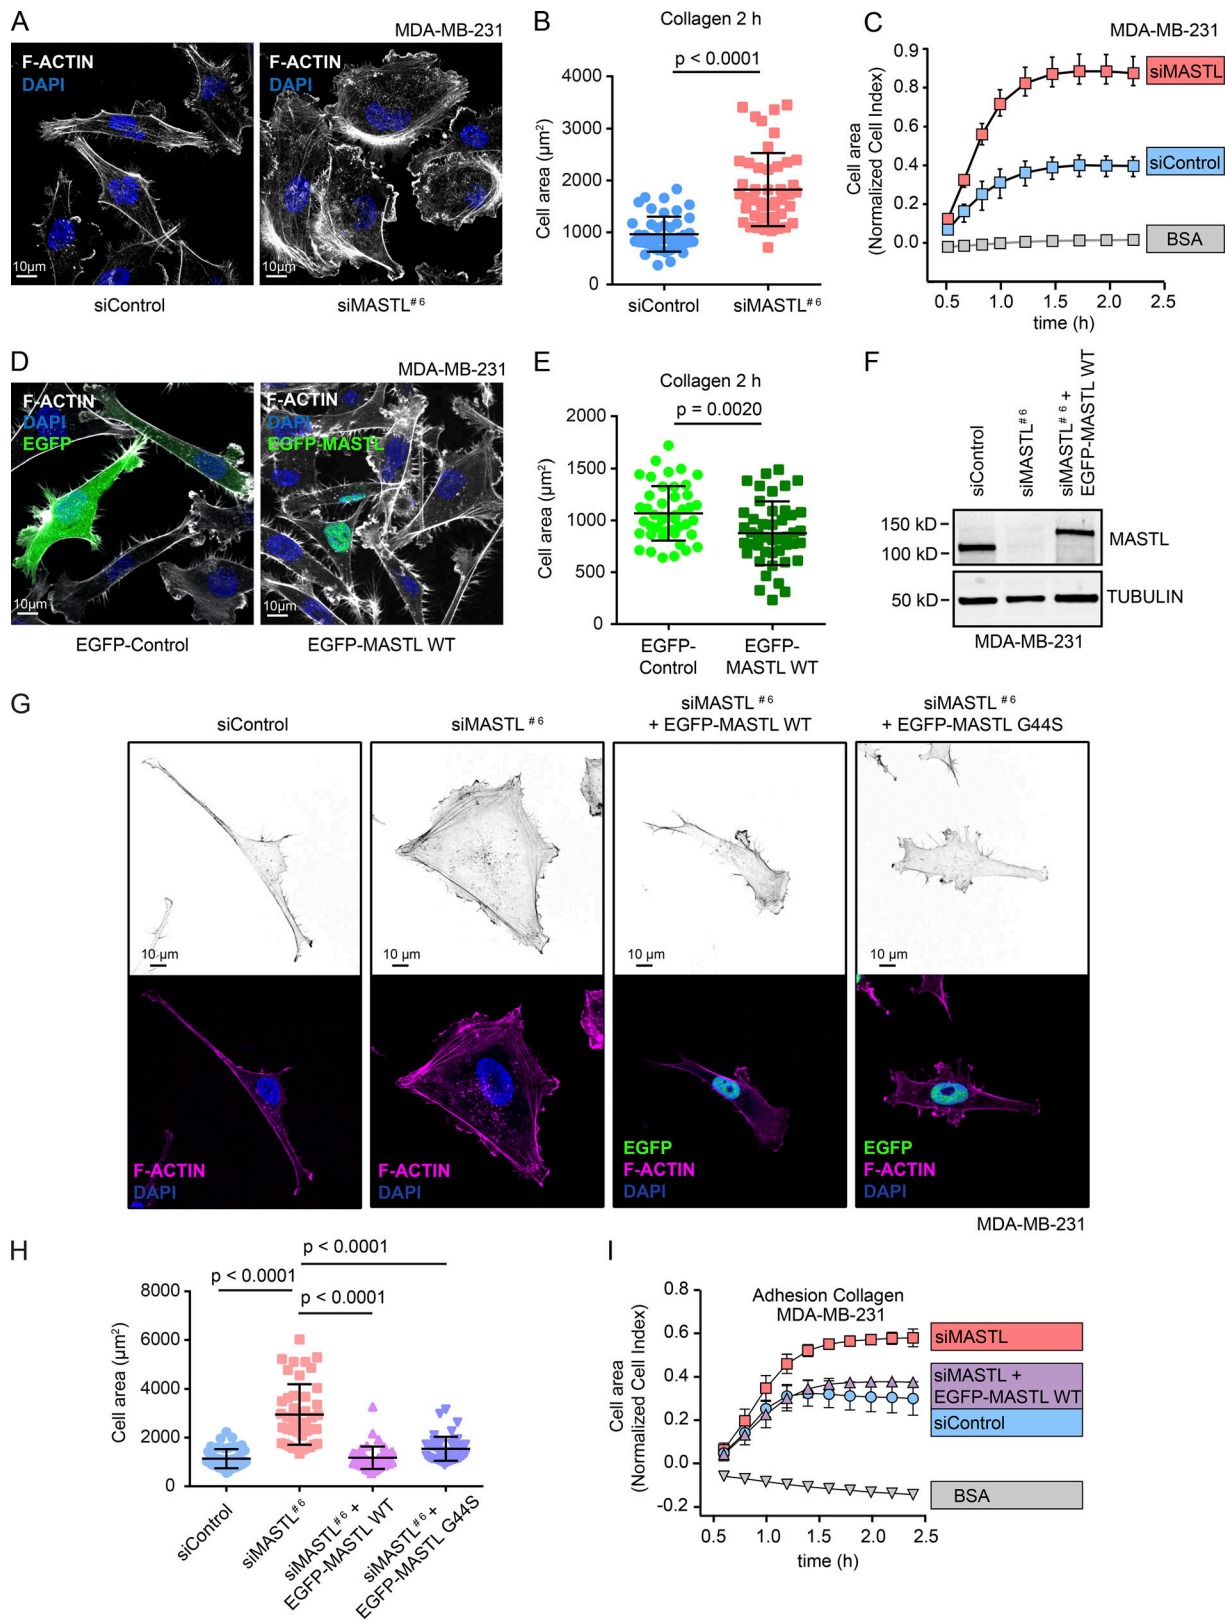 A
MDA-MB-231
F-ACTIN
DAPI
10µm
siControl
F-ACTIN
DAPI
10µm
siMASTL#6
B
Collagen 2 h
p < 0.0001
Cell area (µm²)
4000
3000
2000
1000
0
siControl
siMASTL#6
C
MDA-MB-231
Cell area
(Normalized Cell Index)
0.9
0.8
0.4
0.2
0.0
siMASTL
siControl
BSA
0.5
1.0
1.5
2.0
2.5
time (h)
D
MDA-MB-231
F-ACTIN
DAPI
EGFP
10µm
EGFP-Control
F-ACTIN
DAPI
EGFP-MASTL
10µm
EGFP-MASTL WT
E
Collagen 2 h
p = 0.0020
Cell area (µm²)
2000
1500
1000
500
0
EGFP-
Control
EGFP-
MASTL WT
F
siControl
siMASTL#6
siMASTL#6 +
EGFP-MASTL WT
150 kD
100 kD
MASTL
50 kD
TUBULIN
MDA-MB-231
G
siControl
siMASTL #6
siMASTL #6
+ EGFP-MASTL WT
siMASTL #6
+ EGFP-MASTL G44S
10 µm
10 µm
10 µm
10 µm
F-ACTIN
DAPI
F-ACTIN
DAPI
EGFP
F-ACTIN
DAPI
EGFP
F-ACTIN
DAPI
MDA-MB-231
H
p < 0.0001
p < 0.0001
p < 0.0001
Cell area (µm²)
8000
6000
4000
2000
0
siControl
siMASTL#6
siMASTL#6 +
EGFP-MASTL WT
siMASTL#6 +
EGFP-MASTL G44S
I
Adhesion Collagen
MDA-MB-231
Cell area
(Normalized Cell Index)
0.8
0.6
0.4
0.2
0.0
-0.2
siMASTL
siMASTL +
EGFP-MASTL WT
siControl
BSA
0.5
1.0
1.5
2.0
2.5
time (h)